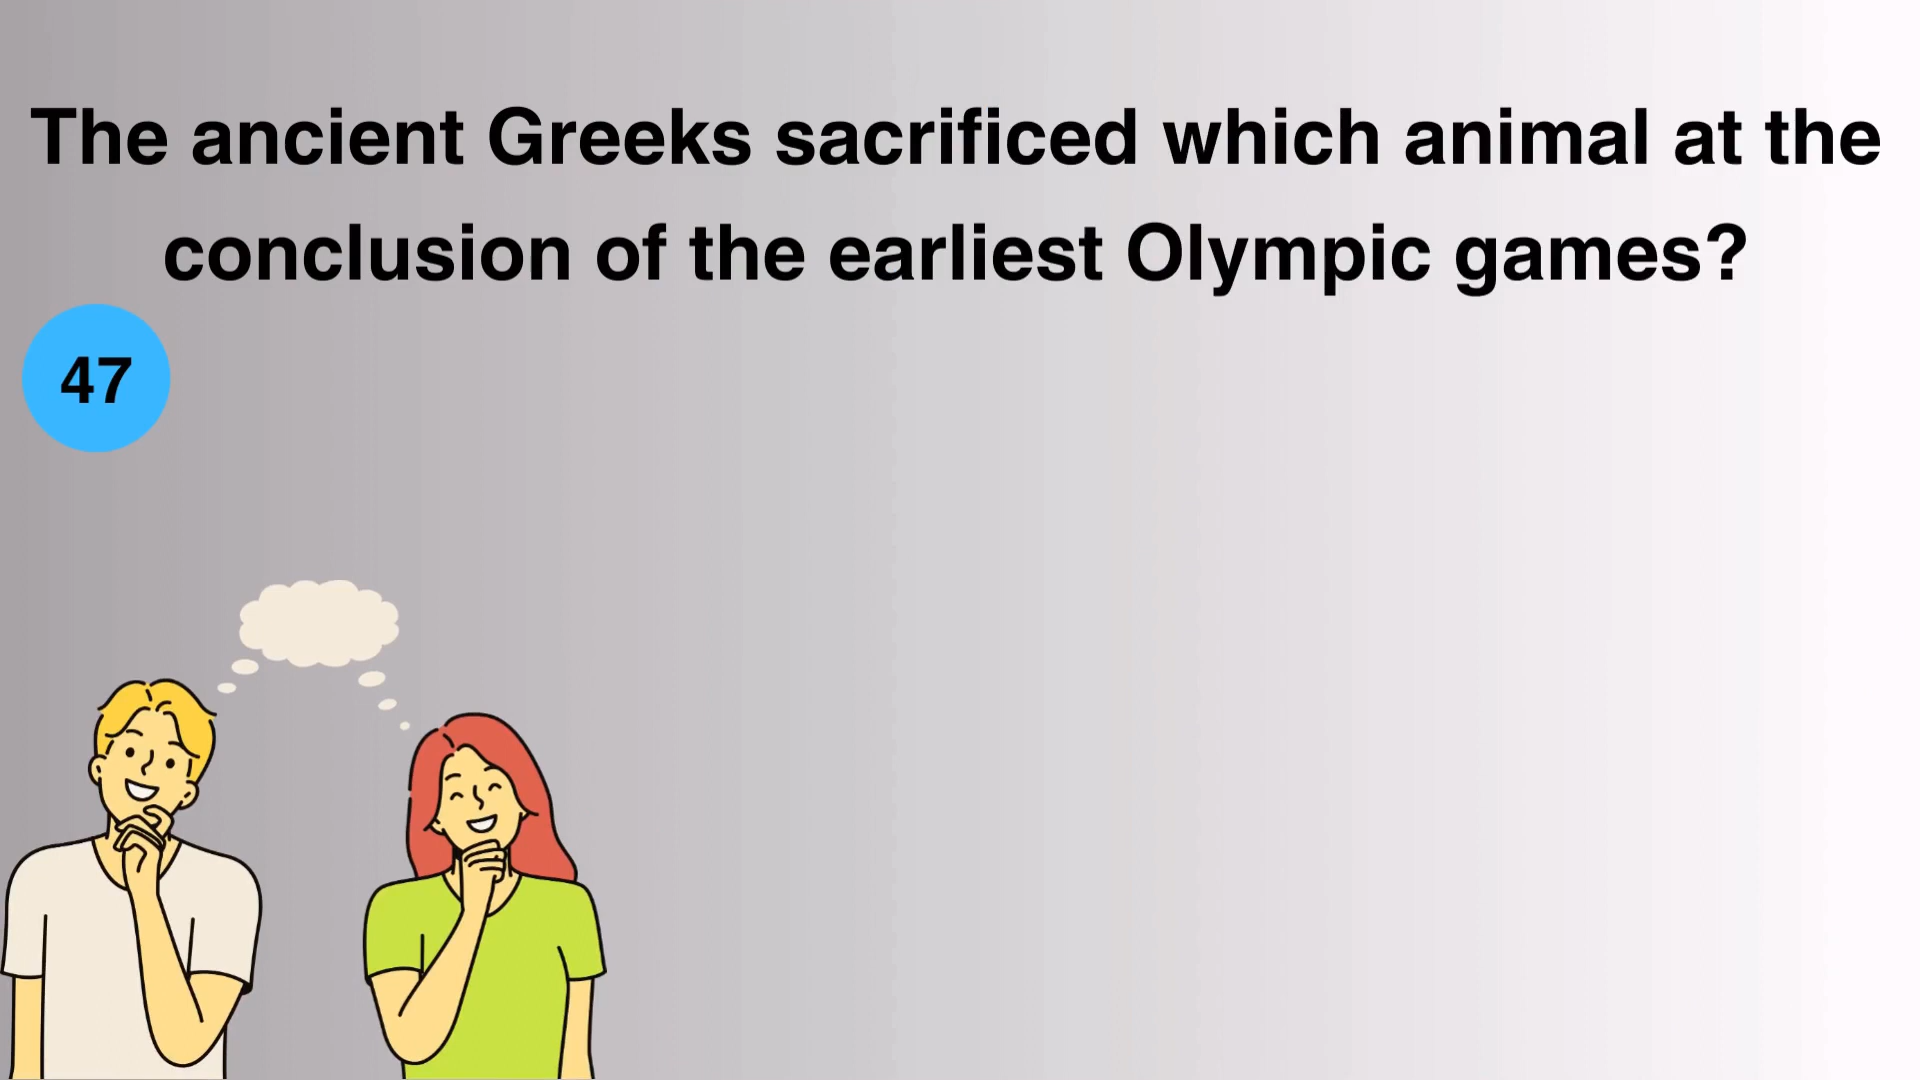 The ancient Greeks sacrificed which animal at the
conclusion of the earliest Olympic games?
47